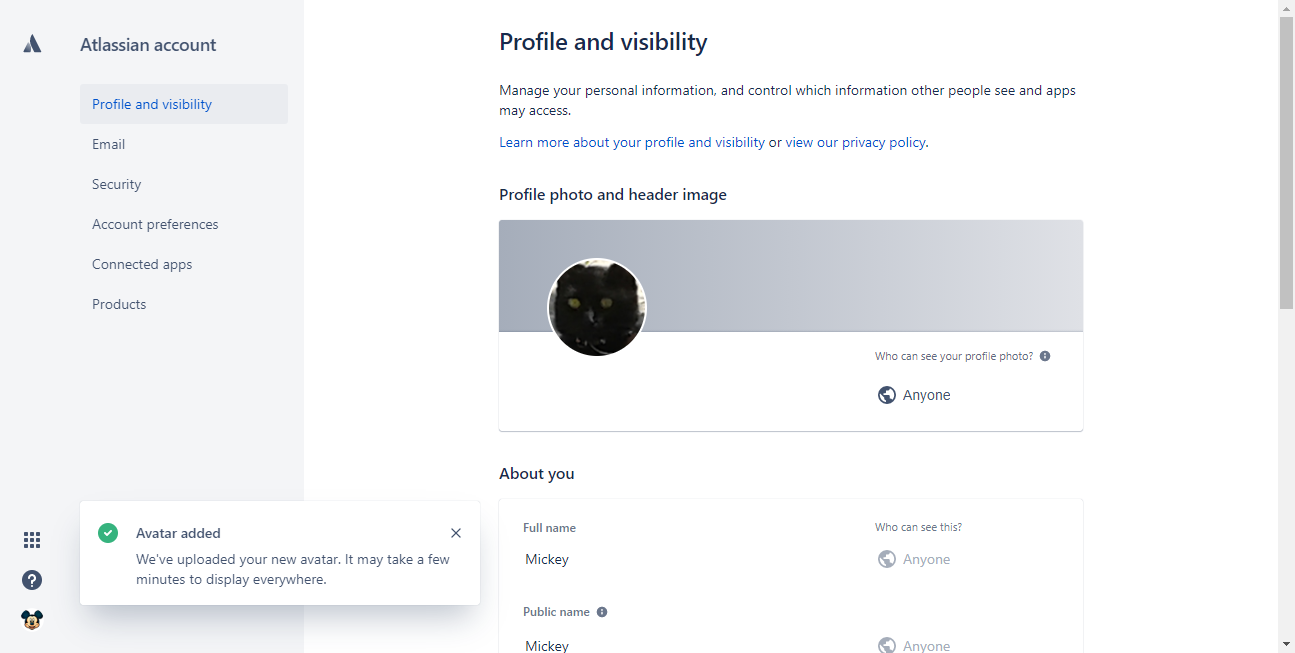 Atlassian account
Profile and visibility
Email
Security
Account preferences
Connected apps
Products
Profile and visibility
Manage your personal information, and control which information other people see and apps
may access.
Learn more about your profile and visibility or view our privacy policy.
Profile photo and header image
Who can see your profile photo?
Anyone
About you
Full name
Who can see this?
Mickey
Anyone
Public name
Mickey
Anyone
Avatar added
We've uploaded your new avatar. It may take a few
minutes to display everywhere.